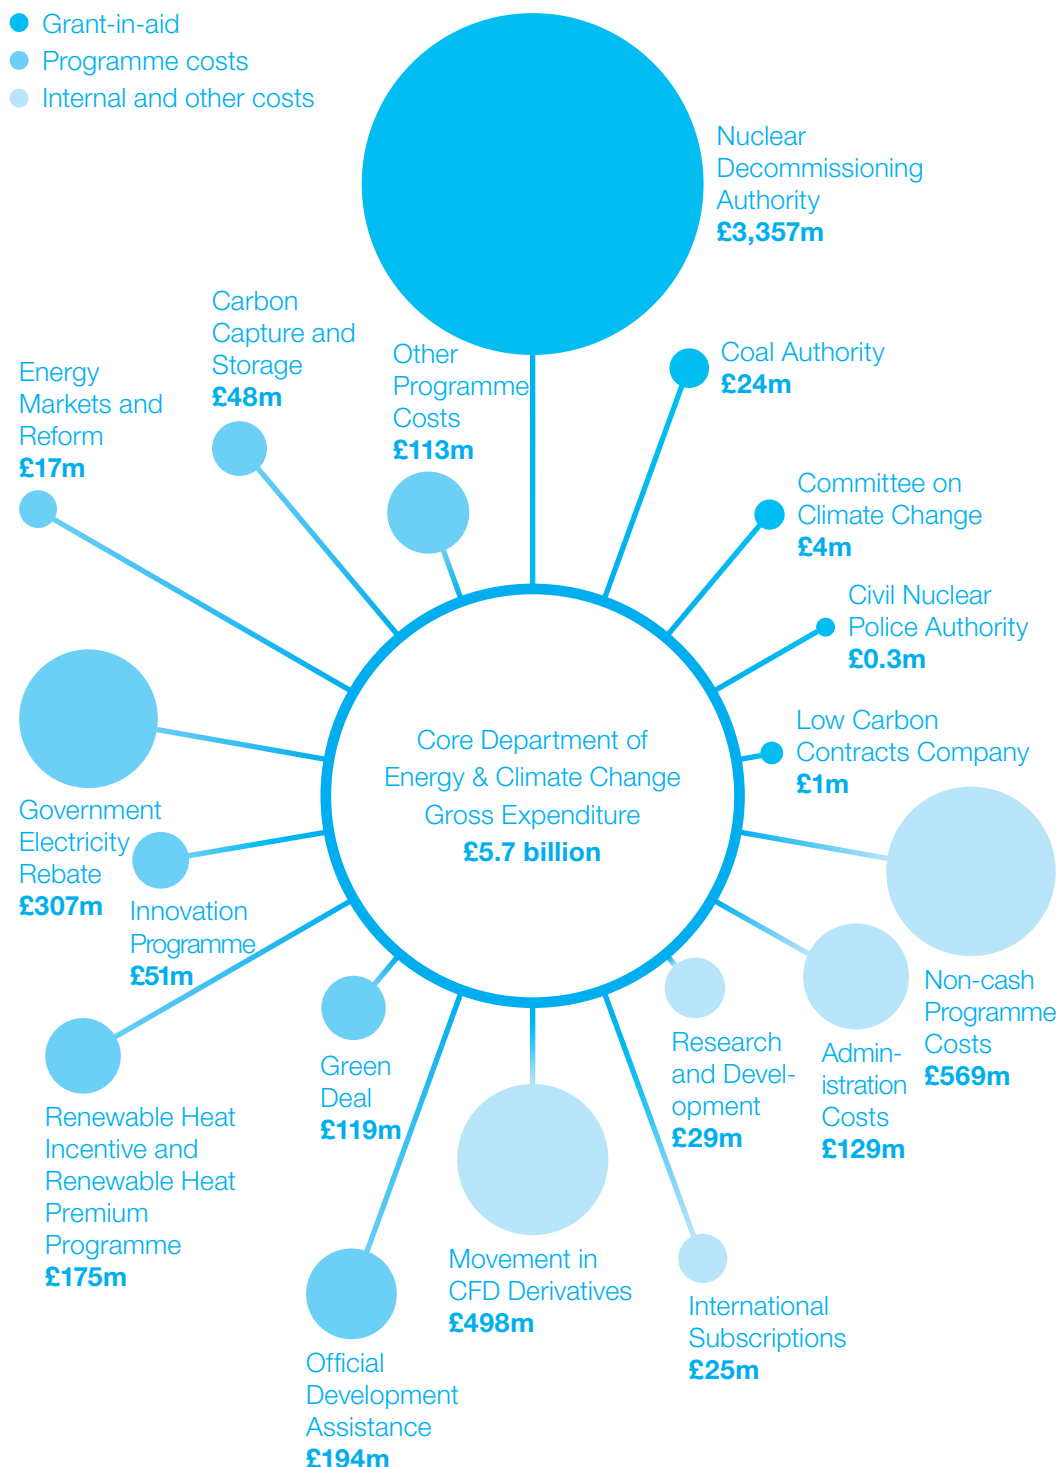 Grant-in-aid
Programme costs
Internal and other costs
Nuclear
Decommissioning
Authority
£3,357m
Carbon
Capture and
Storage
£48m
Other
Programme
Costs
£113m
Coal Authority
£24m
Energy
Markets and
Reform
£17m
Committee on
Climate Change
£4m
Civil Nuclear
Police Authority
£0.3m
Low Carbon
Contracts Company
£1m
Core Department of
Energy & Climate Change
Gross Expenditure
£5.7 billion
Government
Electricity
Rebate
£307m
Innovation
Programme
£51m
Non-cash
Programme
Costs
£569m
Admin-
istration
Costs
£129m
Research
and Devel-
opment
£29m
Green
Deal
£119m
Renewable Heat
Incentive and
Renewable Heat
Premium
Programme
£175m
Movement in
CFD Derivatives
£498m
International
Subscriptions
£25m
Official
Development
Assistance
£194m